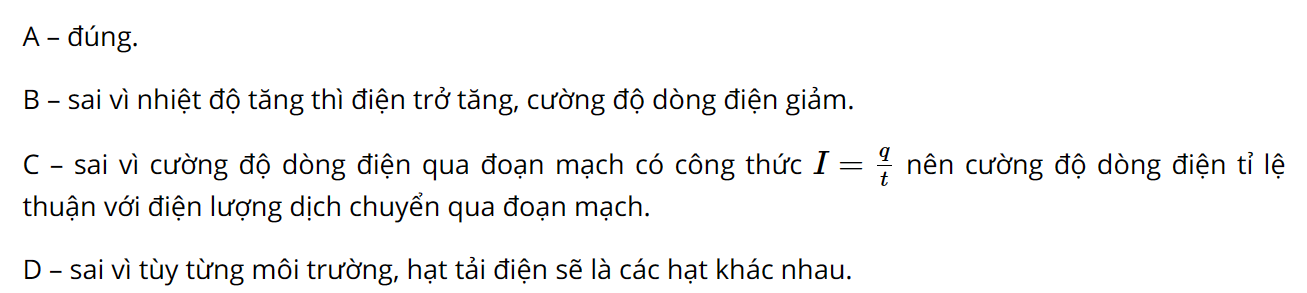 A – đúng.
B – sai vì nhiệt độ tăng thì điện trở tăng, cường độ dòng điện giảm.
C – sai vì cường độ dòng điện qua đoạn mạch có công thức $I = \frac{q}{t}$ nên cường độ dòng điện tỉ lệ
thuận với điện lượng dịch chuyển qua đoạn mạch.
D – sai vì tùy từng môi trường, hạt tải điện sẽ là các hạt khác nhau.